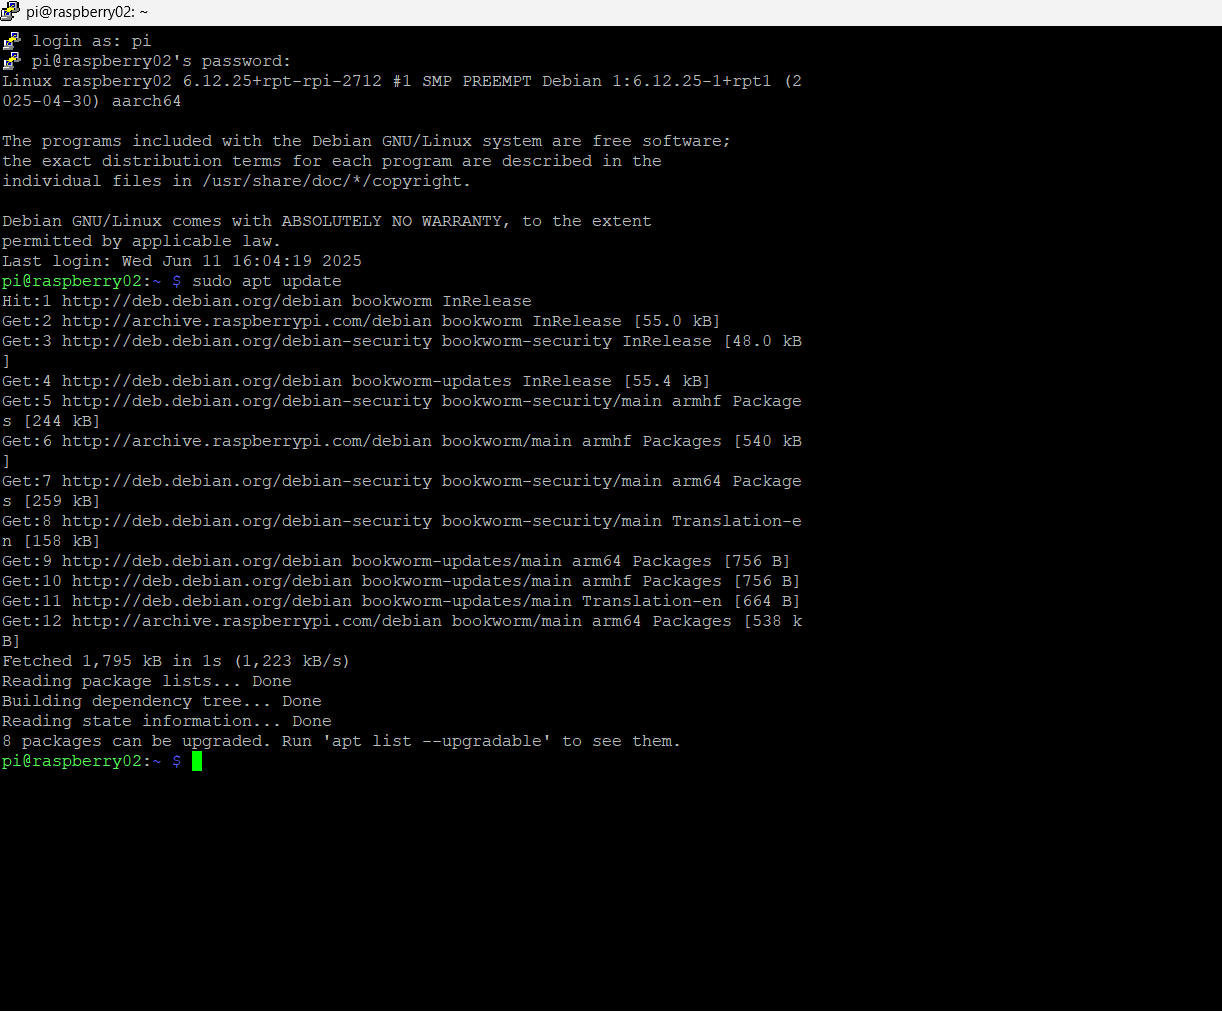 pi@raspberry02: ~
login as: pi
pi@raspberry02's password:
Linux raspberry02 6.12.25+rpt-rpi-2712 #1 SMP PREEMPT Debian 1:6.12.25-1+rpt1 (2
025-04-30) aarch64
The programs included with the Debian GNU/Linux system are free software;
the exact distribution terms for each program are described in the
individual files in /usr/share/doc/*/copyright.
Debian GNU/Linux comes with ABSOLUTELY NO WARRANTY, to the extent
permitted by applicable law.
Last login: Wed Jun 11 16:04:19 2025
pi@raspberry02:~ $ sudo apt update
Hit:1 http://deb.debian.org/debian bookworm InRelease
Get:2 http://archive.raspberrypi.com/debian bookworm InRelease [55.0 kB]
Get:3 http://deb.debian.org/debian-security bookworm-security InRelease [48.0 kB
]
Get:4 http://deb.debian.org/debian bookworm-updates InRelease [55.4 kB]
Get:5 http://deb.debian.org/debian-security bookworm-security/main armhf Package
s [244 kB]
Get:6 http://archive.raspberrypi.com/debian bookworm/main armhf Packages [540 kB
]
Get:7 http://deb.debian.org/debian-security bookworm-security/main arm64 Package
s [259 kB]
Get:8 http://deb.debian.org/debian-security bookworm-security/main Translation-e
n [158 kB]
Get:9 http://deb.debian.org/debian bookworm-updates/main arm64 Packages [756 B]
Get:10 http://deb.debian.org/debian bookworm-updates/main armhf Packages [756 B]
Get:11 http://deb.debian.org/debian bookworm-updates/main Translation-en [664 B]
Get:12 http://archive.raspberrypi.com/debian bookworm/main arm64 Packages [538 k
B]
Fetched 1,795 kB in 1s (1,223 kB/s)
Reading package lists... Done
Building dependency tree... Done
Reading state information... Done
8 packages can be upgraded. Run 'apt list --upgradable' to see them.
pi@raspberry02:~ $